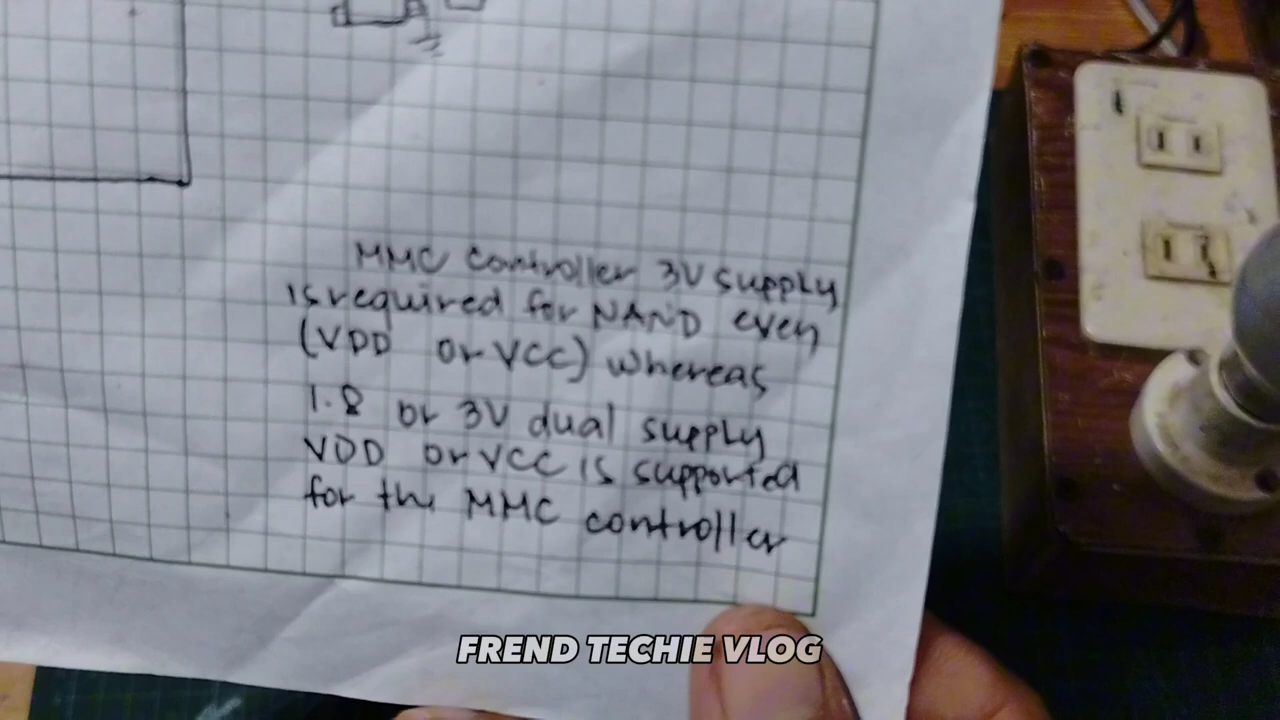 MMC controller 3V supply
is required for NAND even
(VDD or VCC) whereas
1.8 or 3V dual supply
VDD or VCC is supported
for the MMC controller
FREND TECHIE VLOG